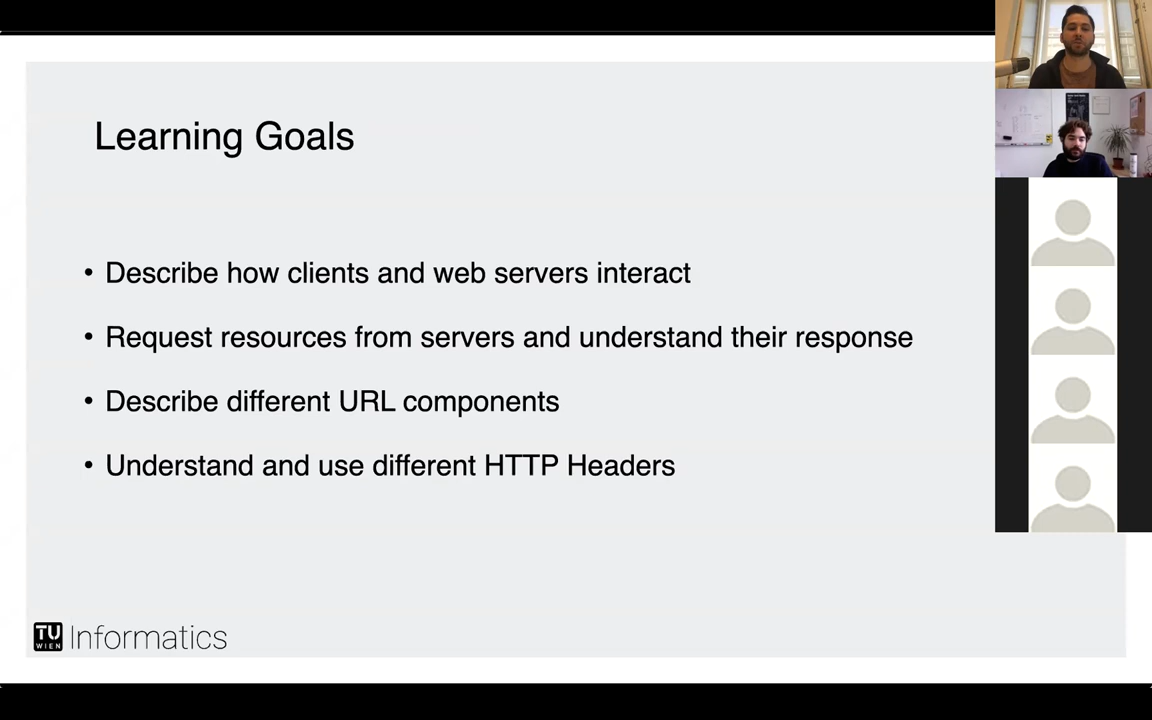 Learning Goals
• Describe how clients and web servers interact
• Request resources from servers and understand their response
• Describe different URL components
• Understand and use different HTTP Headers
TU
WIEN
Informatics